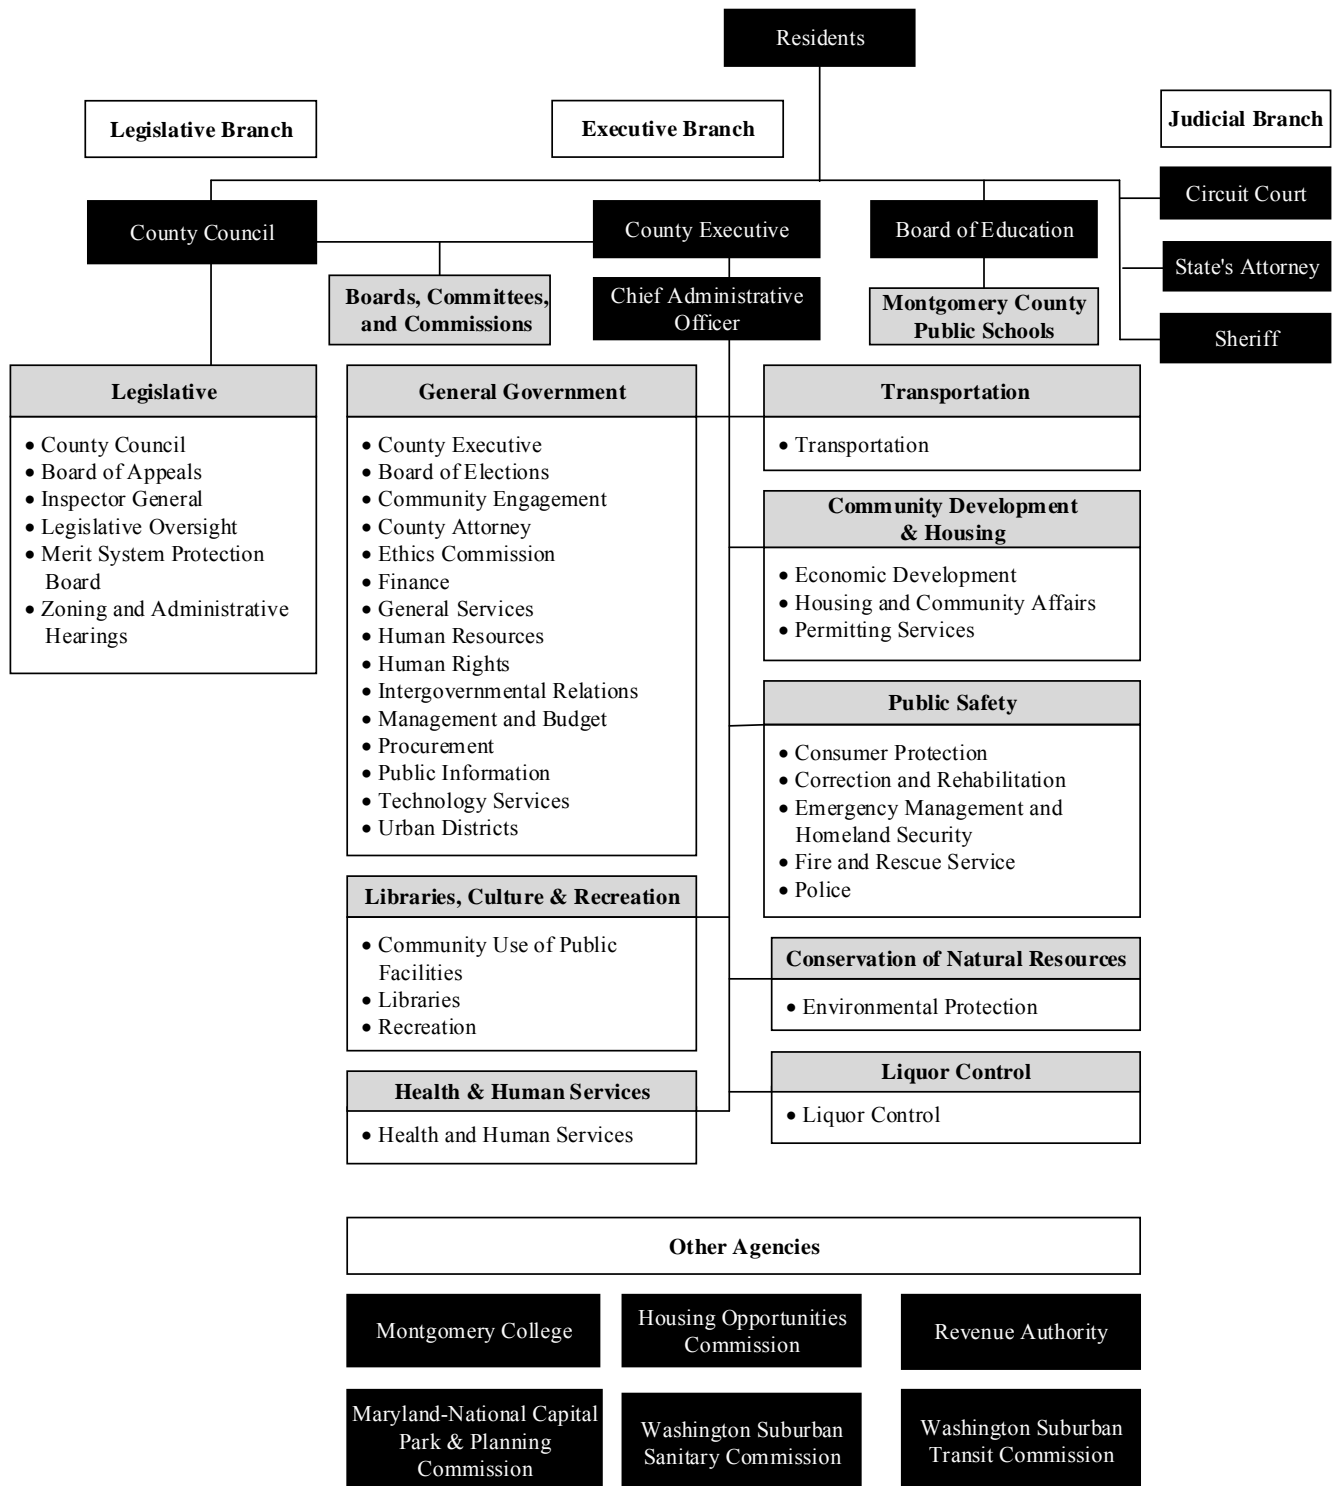 Residents
Legislative Branch
Executive Branch
Judicial Branch
County Council
County Executive
Board of Education
Circuit Court
State's Attorney
Sheriff
Boards, Committees,
and Commissions
Chief Administrative
Officer
Montgomery County
Public Schools
Legislative
• County Council
• Board of Appeals
• Inspector General
• Legislative Oversight
• Merit System Protection
Board
• Zoning and Administrative
Hearings
General Government
• County Executive
• Board of Elections
• Community Engagement
• County Attorney
• Ethics Commission
• Finance
• General Services
• Human Resources
• Human Rights
• Intergovernmental Relations
• Management and Budget
• Procurement
• Public Information
• Technology Services
• Urban Districts
Libraries, Culture & Recreation
• Community Use of Public
Facilities
• Libraries
• Recreation
Health & Human Services
• Health and Human Services
Transportation
• Transportation
Community Development
& Housing
• Economic Development
• Housing and Community Affairs
• Permitting Services
Public Safety
• Consumer Protection
• Correction and Rehabilitation
• Emergency Management and
Homeland Security
• Fire and Rescue Service
• Police
Conservation of Natural Resources
• Environmental Protection
Liquor Control
• Liquor Control
Other Agencies
Montgomery College
Housing Opportunities
Commission
Revenue Authority
Maryland-National Capital
Park & Planning
Commission
Washington Suburban
Sanitary Commission
Washington Suburban
Transit Commission